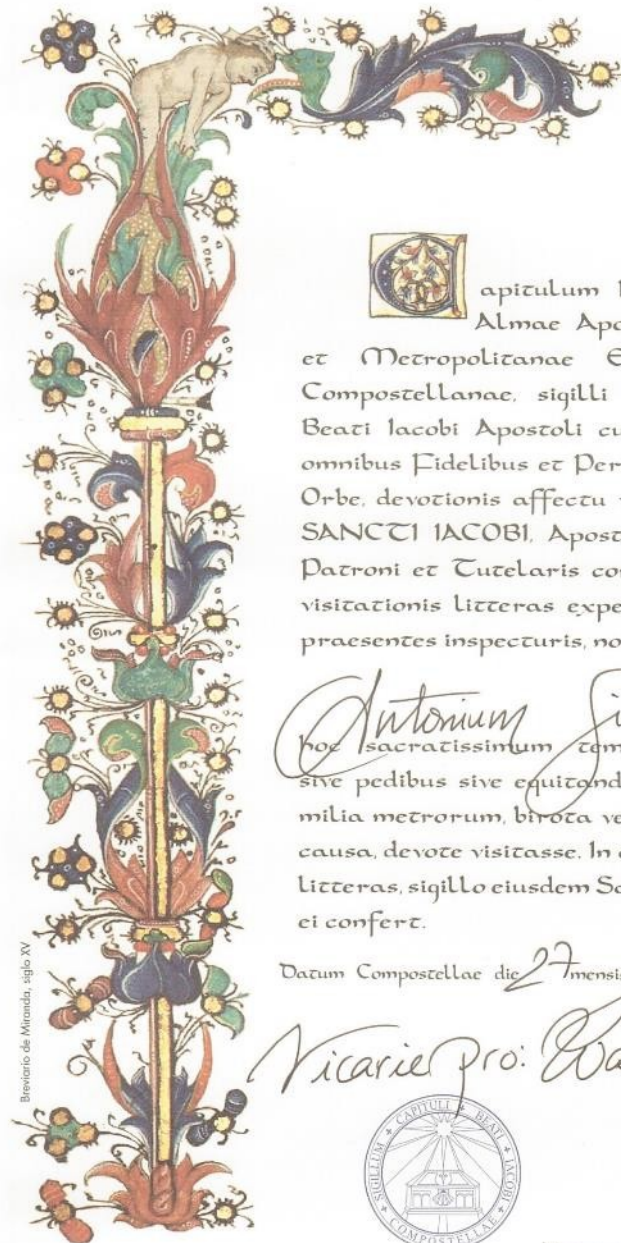 Capitulum
Almae Apo
et Metropolitanae E
Compostellanae, sigilli
Beati Iacobi Apostoli cu
omnibus Fidelibus et Per
Orbe, devotionis affectu
SANCTI IACOBI, Apost
Patroni et Tutelaris co
visitationis litteras expe
praesentes inspecturis, no
Antonium Si
hoc sacratissimum tem
sive pedibus sive equitand
milia metrorum, birota ve
causa, devote visitasse. In
litteras, sigillo eiusdem Sa
ei confert.
Datum Compostellae die 27 mensis
Vicarie pro:
SIGILLUM + CAPITULI + BEATI + IACOBI + COMPOSTELLAE +
Breviario de Miranda, siglo XV